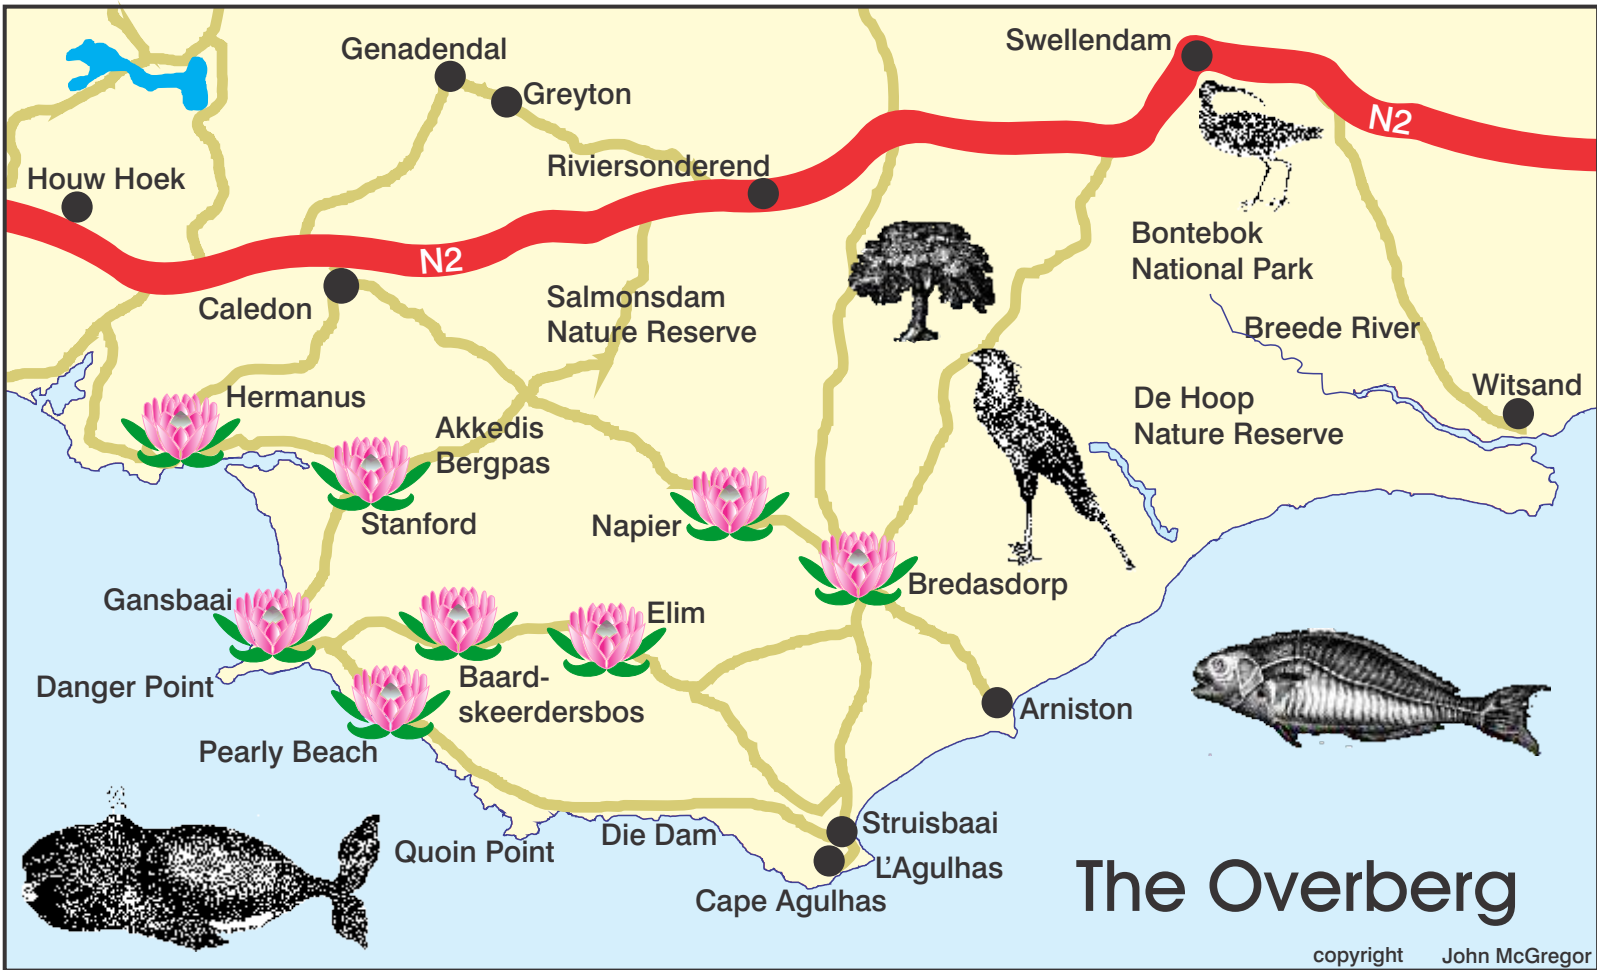 Genadendal
Swellendam
Greyton
N2
Riviersonderend
Houw Hoek
Bontebok
National Park
N2
Caledon
Salmonsdam
Nature Reserve
Breede River
Witsand
Hermanus
De Hoop
Nature Reserve
Akkedis
Bergpas
Stanford
Napier
Bredasdorp
Gansbaai
Elim
Danger Point
Baard-
skeerdersbos
Arniston
Pearly Beach
Struisbaai
Die Dam
Quoin Point
L'Agulhas
Cape Agulhas
The Overberg
copyright John McGregor